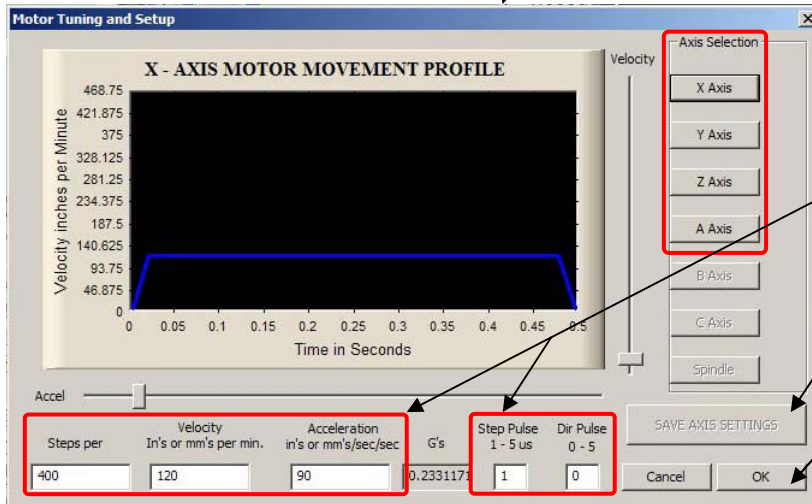 Motor Tuning and Setup
X - AXIS MOTOR MOVEMENT PROFILE
Velocity inches per Minute
468.75
421.875
375
328.125
281.25
234.375
187.5
140.625
93.75
46.875
0
0 0.05 0.1 0.15 0.2 0.25 0.3 0.35 0.4 0.45 0.5
Time in Seconds
Velocity
Axis Selection
X Axis
Y Axis
Z Axis
A Axis
B Axis
C Axis
Spindle
Accel
Steps per
Velocity
In's or mm's per min.
Acceleration
in's or mm's/sec/sec
G's
Step Pulse
1 - 5 us
Dir Pulse
0 - 5
400
120
90
0.2331171
1
0
SAVE AXIS SETTINGS
Cancel
OK